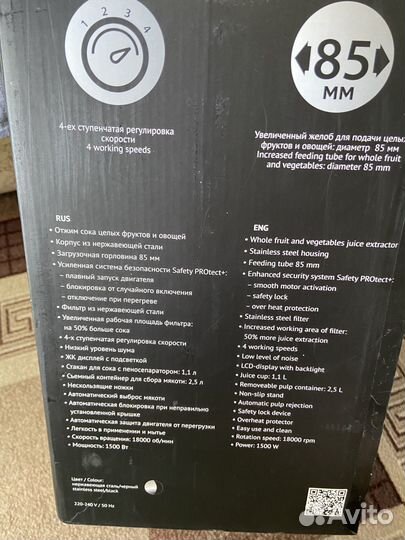 1 2 3 4
4-ех ступенчатая регулировка
скорости
4 working speeds
85
мм
Увеличенный желоб для подачи целых
фруктов и овощей: диаметр 85 мм
Increased feeding tube for whole fruit
and vegetables: diameter 85 mm
RUS
• Отжим сока целых фруктов и овощей
• Корпус из нержавеющей стали
• Загрузочная горловина 85 мм
• Усиленная система безопасности Safety PROtect+:
– плавный запуск двигателя
– блокировка от случайного включения
– отключение при перегреве
• Фильтр из нержавеющей стали
• Увеличенная рабочая площадь фильтра:
на 50% больше сока
• 4-х ступенчатая регулировка скорости
• Низкий уровень шума
• ЖК дисплей с подсветкой
• Стакан для сока с пеносепаратором: 1,1 л
• Съемный контейнер для сбора мякоти: 2,5 л
• Нескользящие ножки
• Автоматический выброс мякоти
• Автоматическая блокировка при неправильно
установленной крышке
• Автоматическая защита двигателя от перегрузки
• Легкость в применении и мытье
• Скорость вращения: 18000 об/мин
• Мощность: 1500 Вт
ENG
• Whole fruit and vegetables juice extractor
• Stainless steel housing
• Feeding tube 85 mm
• Enhanced security system Safety PROtect+:
– smooth motor activation
– safety lock
– over heat protection
• Stainless steel filter
• Increased working area of filter:
50% more juice extraction
• 4 working speeds
• Low level of noise
• LCD-display with backlight
• Juice cup: 1,1 L
• Removeable pulp container: 2,5 L
• Non-slip stand
• Automatic pulp rejection
• Safety lock device
• Overheat protector
• Easy use and clean
• Rotation speed: 18000 rpm
• Power: 1500 W
Цвет / Colour:
нержавеющая сталь/черный
stainless steel/black
220-240 V / 50 Hz
Avito